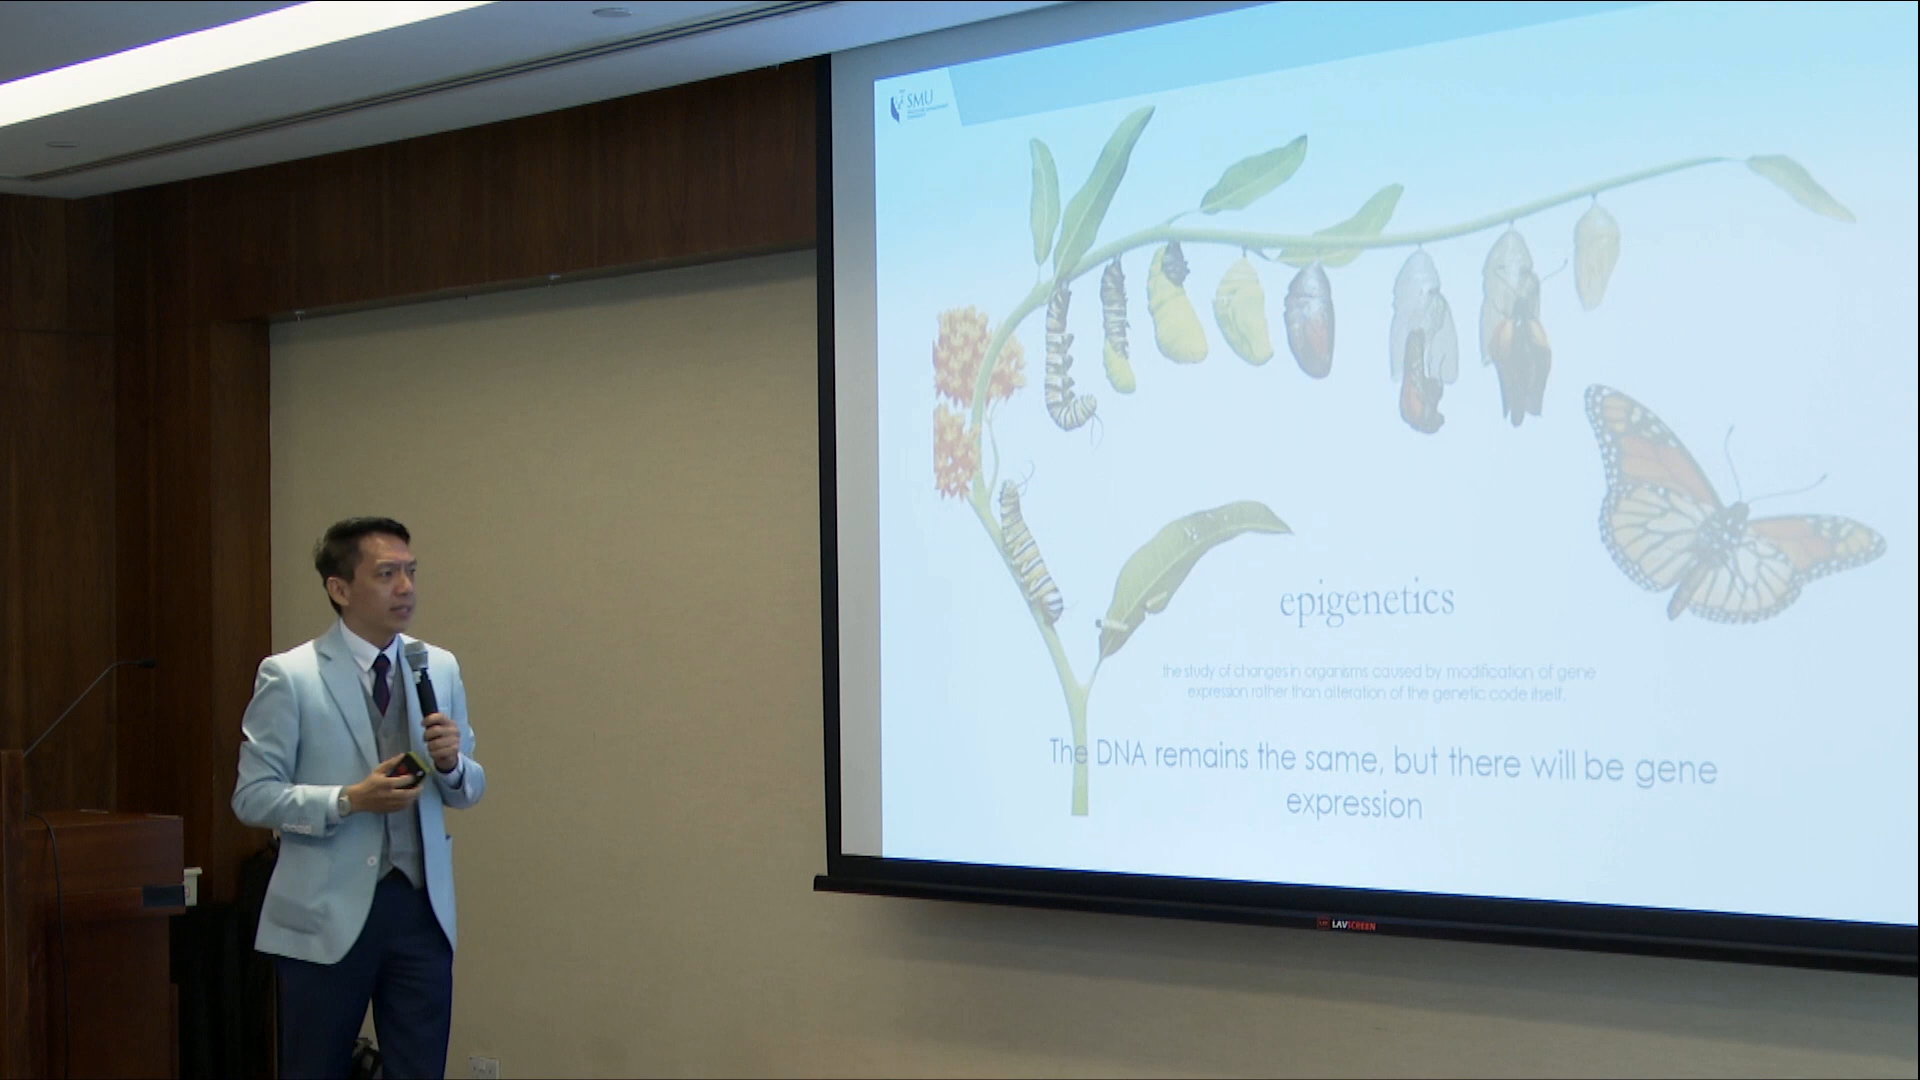 SMU
epigenetics
the study of changes in organisms caused by modification of gene
expression rather than alteration of the genetic code itself.
The DNA remains the same, but there will be gene
expression
LAVSCREEN